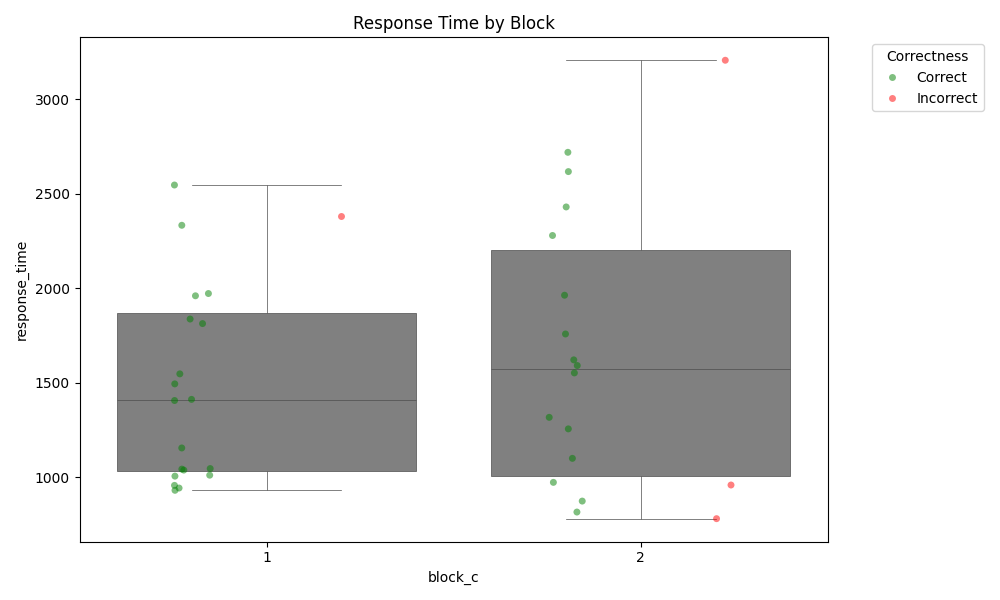 Response Time by Block
Correctness
Correct
Incorrect
response_time
3000
2500
2000
1500
1000
1
2
block_c